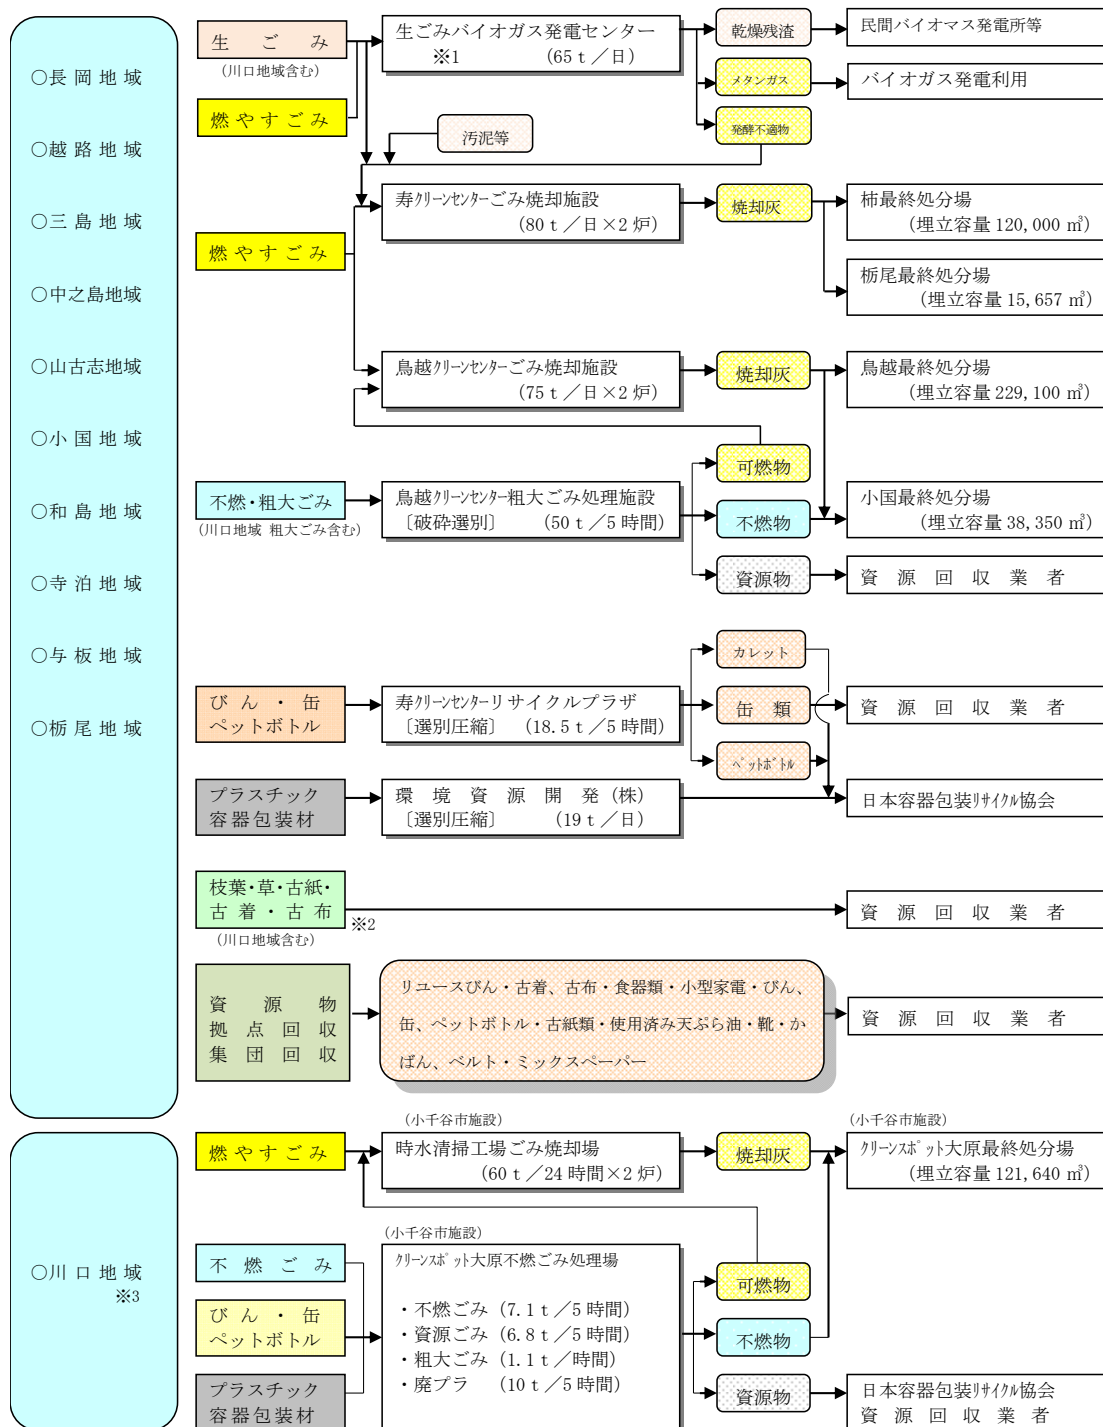 ○長岡地域
○越路地域
○三島地域
○中之島地域
○山古志地域
○小国地域
○和島地域
○寺泊地域
○与板地域
○栃尾地域
生ごみ
(川口地域含む)
燃やすごみ
生ごみバイオガス発電センター
※1 (65t/日)
乾燥残渣
民間バイオマス発電所等
メタンガス
バイオガス発電利用
発酵不適物
汚泥等
燃やすごみ
寿クリーンセンターごみ焼却施設
(80t/日×2炉)
焼却灰
柿最終処分場
(埋立容量120,000㎥)
栃尾最終処分場
(埋立容量15,657㎥)
鳥越クリーンセンターごみ焼却施設
(75t/日×2炉)
焼却灰
鳥越最終処分場
(埋立容量229,100㎥)
不燃・粗大ごみ
(川口地域 粗大ごみ含む)
鳥越クリーンセンター粗大ごみ処理施設
〔破砕選別〕 (50t/5時間)
可燃物
不燃物
資源物
小国最終処分場
(埋立容量38,350㎥)
資源回収業者
びん・缶
ペットボトル
寿クリーンセンターリサイクルプラザ
〔選別圧縮〕 (18.5t/5時間)
カレット
缶類
ペットボトル
資源回収業者
プラスチック
容器包装材
環境資源開発(株)
〔選別圧縮〕 (19t/日)
日本容器包装リサイクル協会
枝葉・草・古紙・
古着・古布
※2
(川口地域含む)
資源回収業者
資源物
拠点回収
集団回収
リユースびん・古着、古布・食器類・小型家電・びん、
缶、ペットボトル・古紙類・使用済み天ぷら油・靴・か
ばん、ベルト・ミックスペーパー
資源回収業者
○川口地域
※3
燃やすごみ
(小千谷市施設)
時水清掃工場ごみ焼却場
(60t/24時間×2炉)
焼却灰
(小千谷市施設)
クリーンスポット大原最終処分場
(埋立容量121,640㎥)
不燃ごみ
びん・缶
ペットボトル
プラスチック
容器包装材
(小千谷市施設)
クリーンスポット大原不燃ごみ処理場
・不燃ごみ(7.1t/5時間)
・資源ごみ(6.8t/5時間)
・粗大ごみ(1.1t/時間)
・廃プラ (10t/5時間)
可燃物
不燃物
資源物
日本容器包装リサイクル協会
資源回収業者